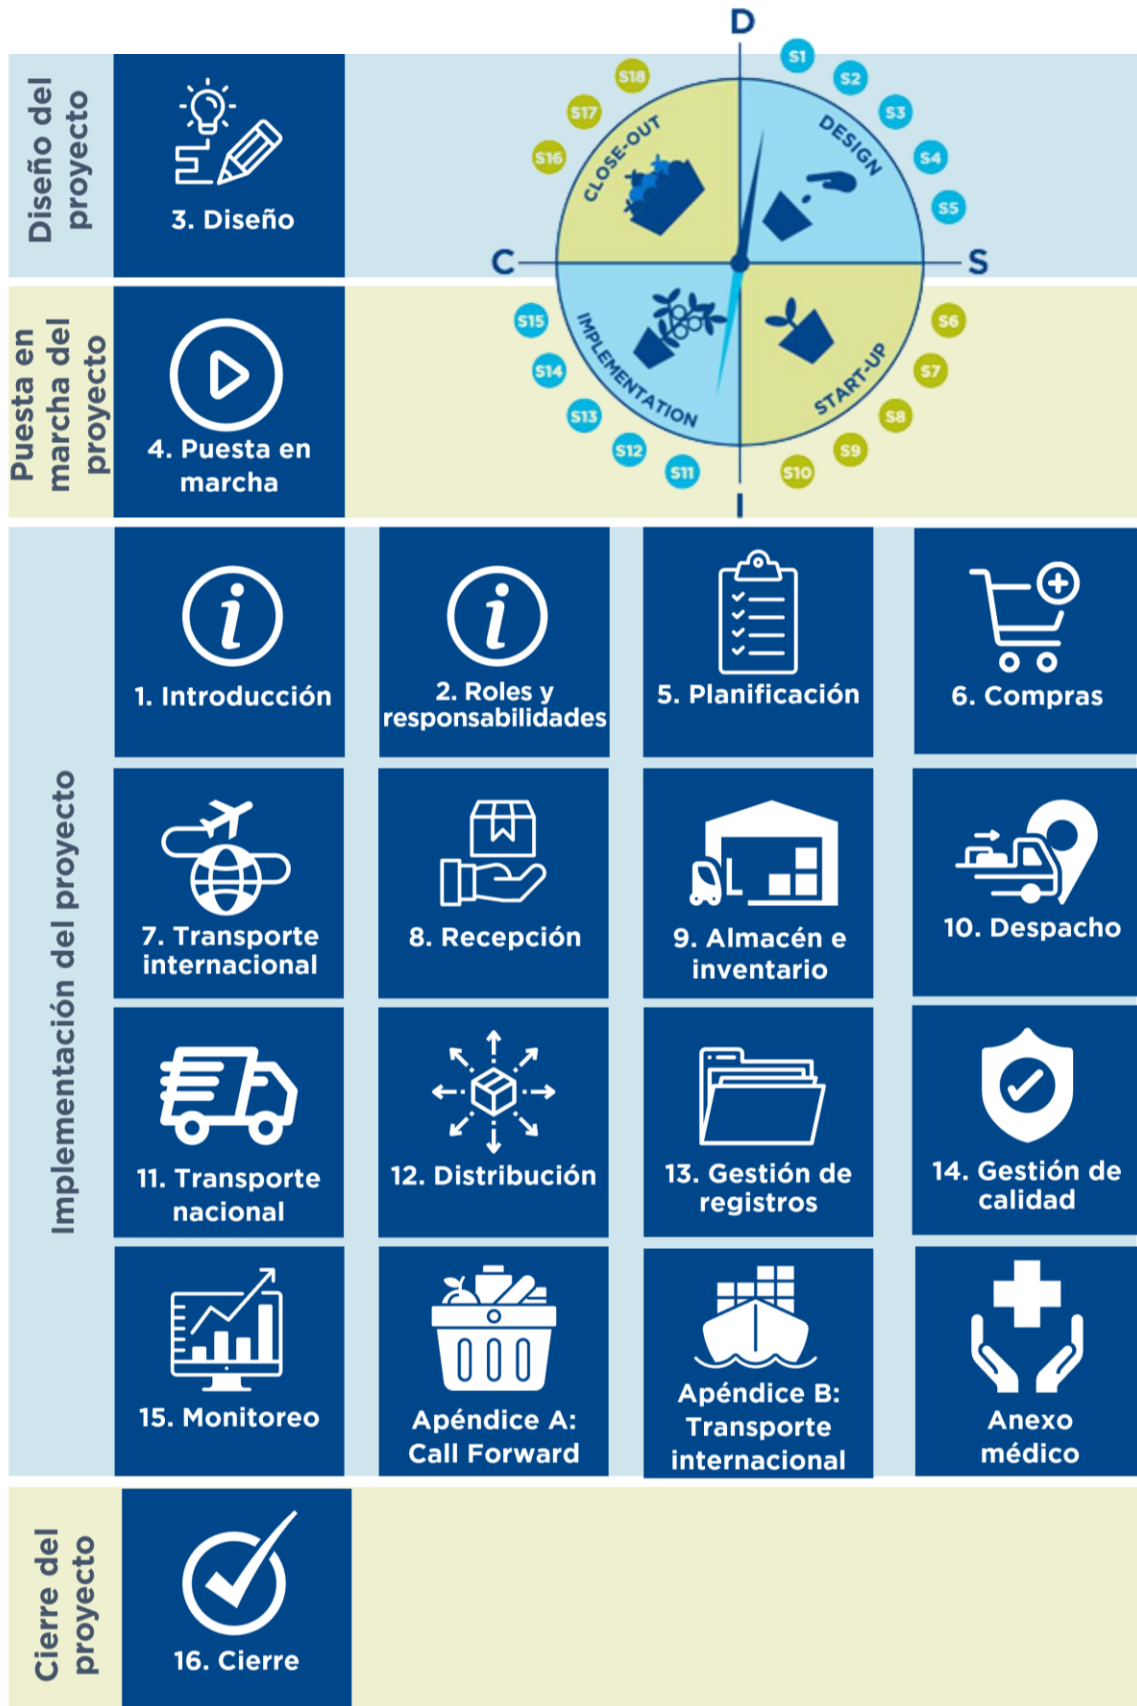 Diseño del
proyecto
3. Diseño
D
S1
S2
S3
S4
S5
S18
S17
S16
CLOSE-OUT
DESIGN
C
S
S15
S14
S13
S12
S11
IMPLEMENTATION
START-UP
S6
S7
S8
S9
S10
I
Puesta en
marcha del
proyecto
4. Puesta en
marcha
Implementación del proyecto
1. Introducción
2. Roles y
responsabilidades
5. Planificación
6. Compras
7. Transporte
internacional
8. Recepción
9. Almacén e
inventario
10. Despacho
11. Transporte
nacional
12. Distribución
13. Gestión de
registros
14. Gestión de
calidad
15. Monitoreo
Apéndice A:
Call Forward
Apéndice B:
Transporte
internacional
Anexo
médico
Cierre del
proyecto
16. Cierre